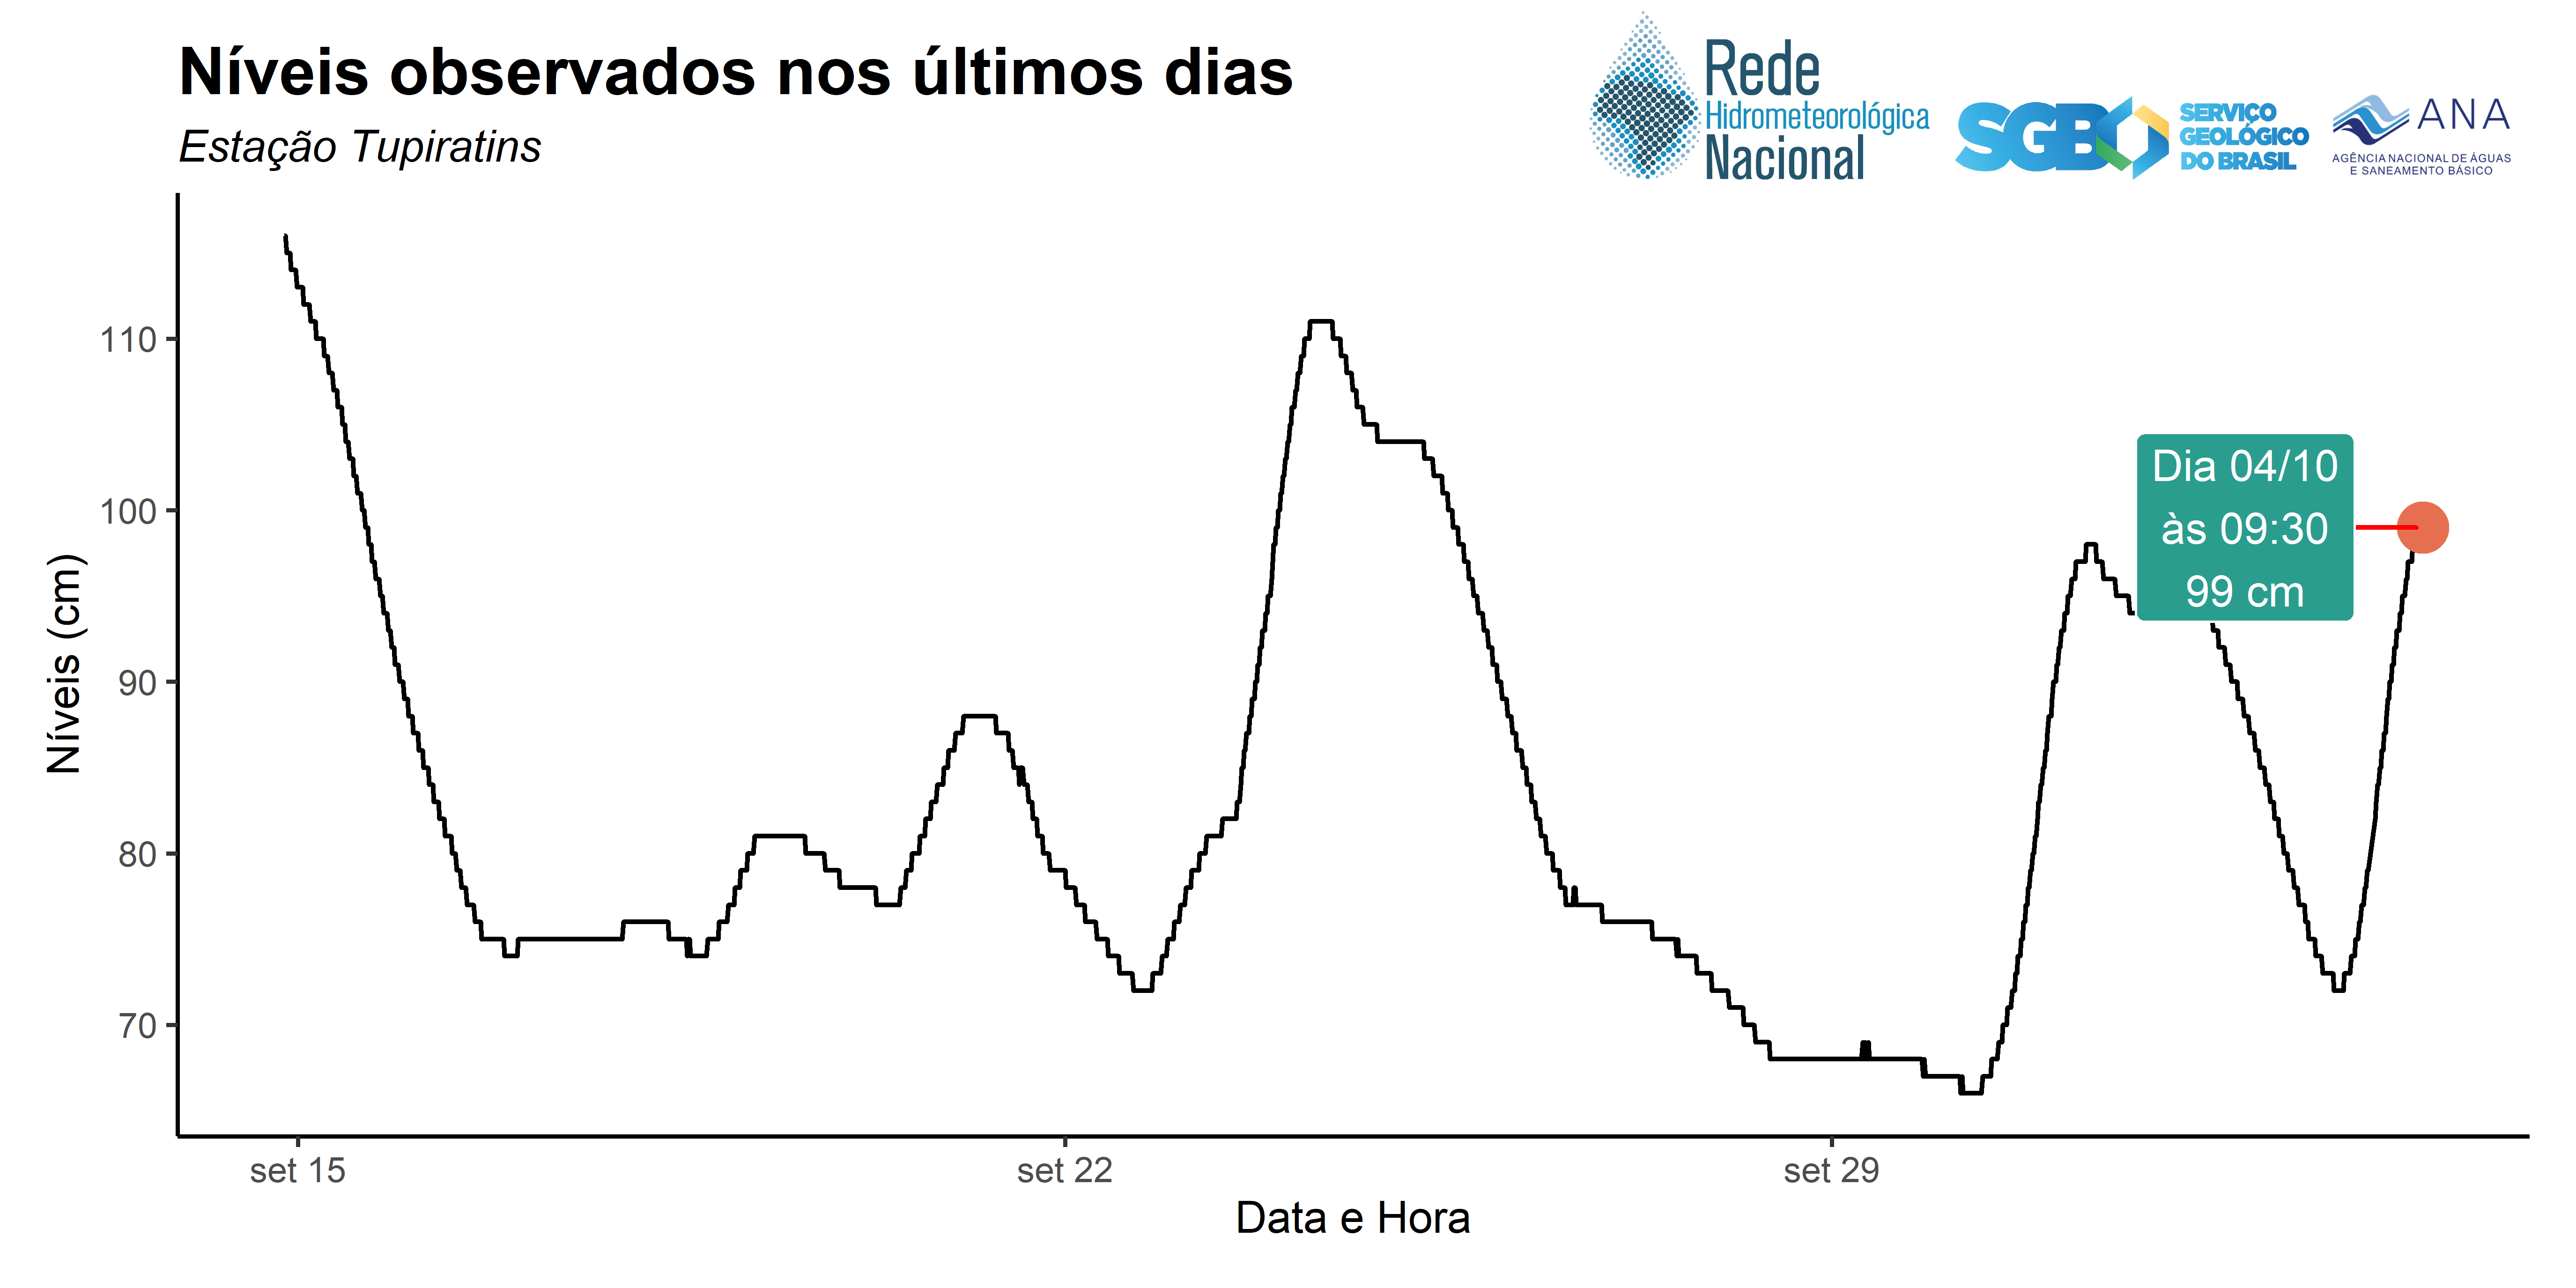 Níveis observados nos últimos dias
Estação Tupiratins
Rede
Hidrometeorológica
Nacional
SGB
SERVIÇO
GEOLÓGICO
DO BRASIL
ANA
AGÊNCIA NACIONAL DE ÁGUAS
E SANEAMENTO BÁSICO
Níveis (cm)
110
100
90
80
70
Dia 04/10
às 09:30
99 cm
set 15
set 22
set 29
Data e Hora